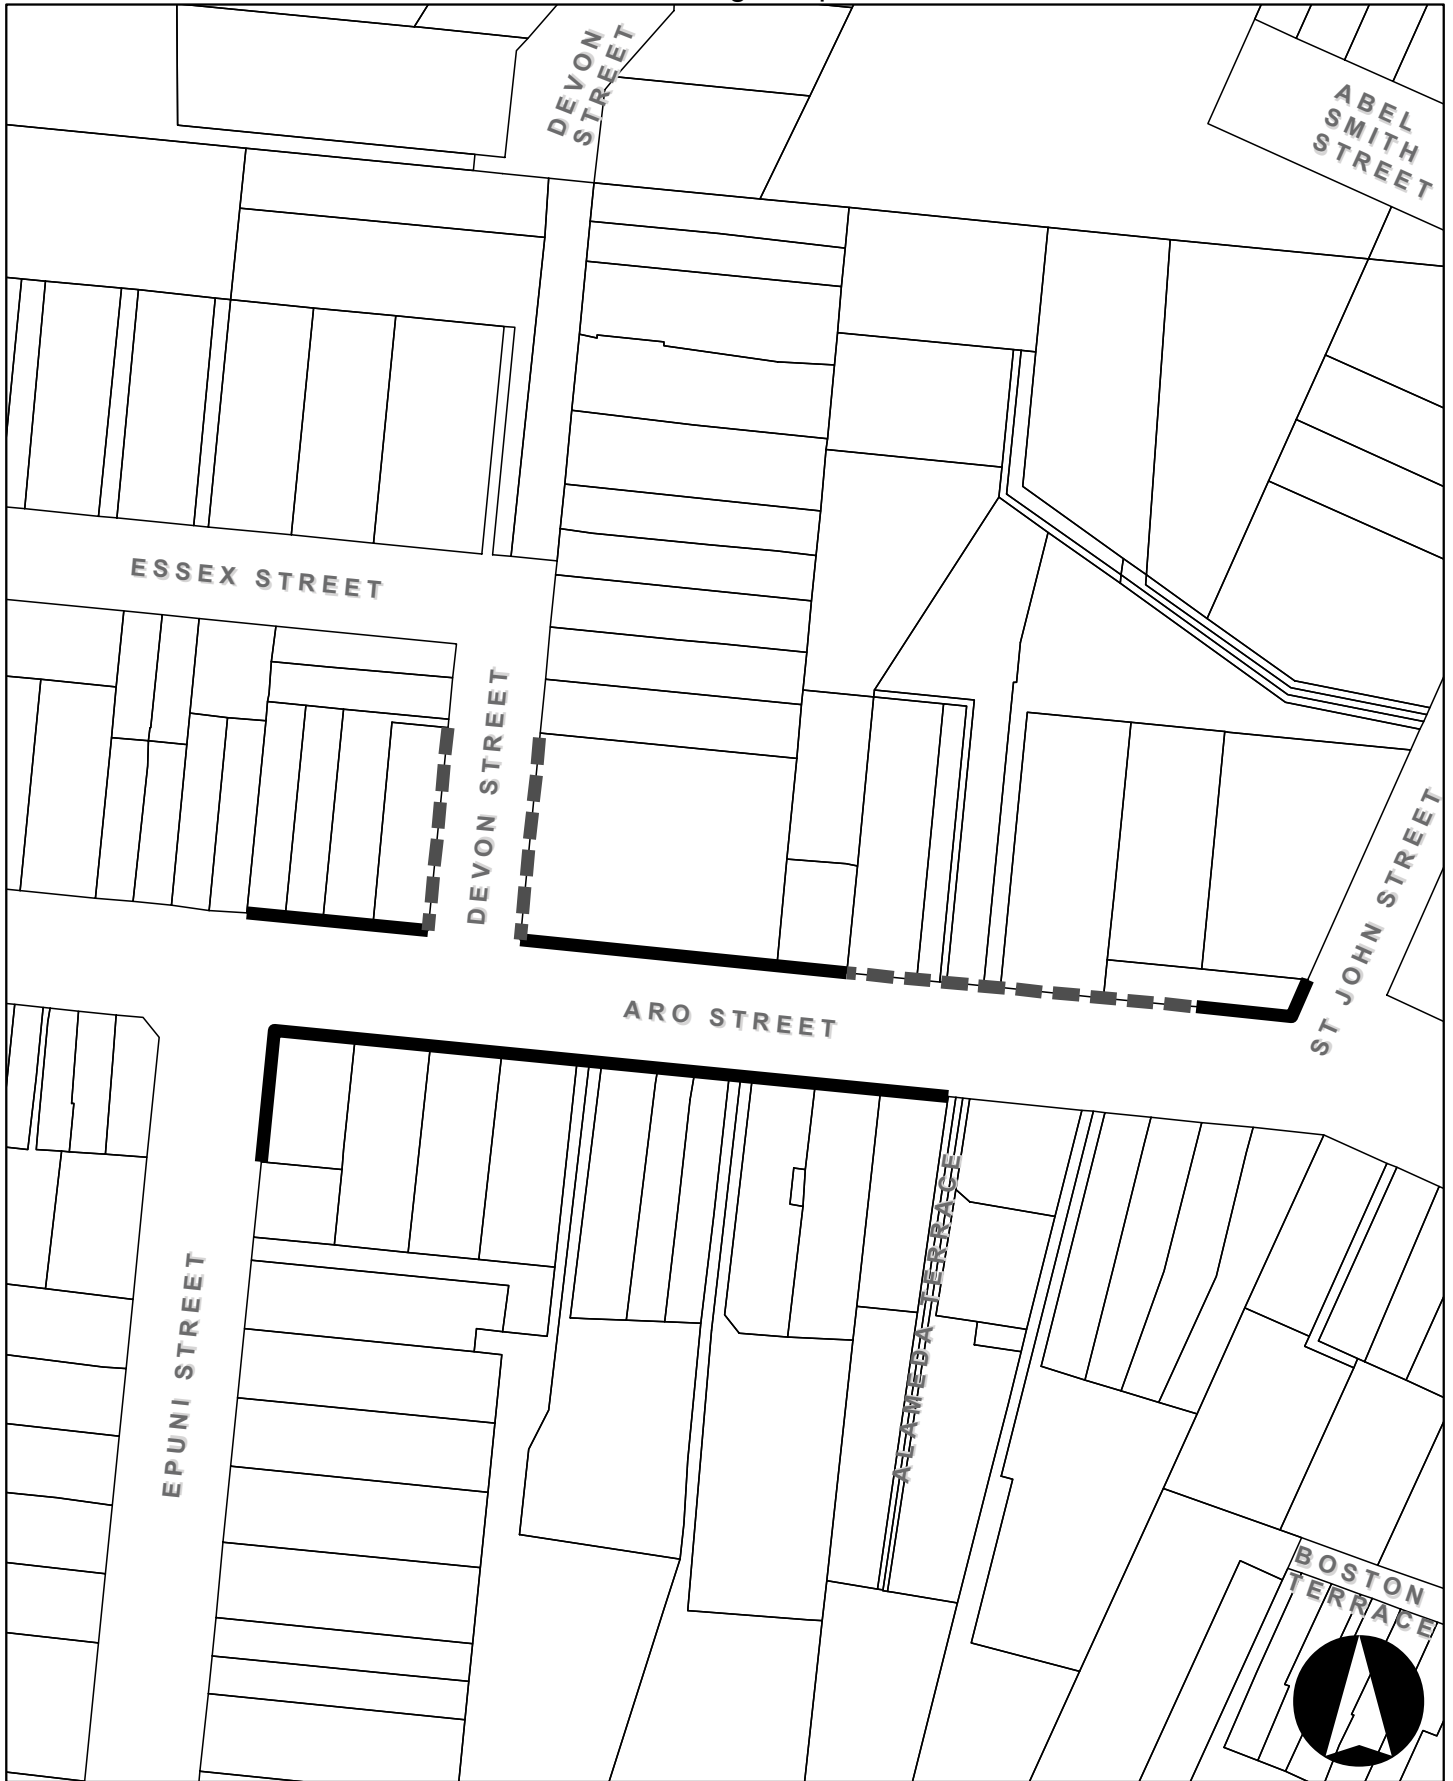 DEVON
STREET
ABEL
SMITH
STREET
ESSEX STREET
DEVON STREET
ST JOHN STREET
ARO STREET
ALAMEDA TERRACE
EPUNI STREET
BOSTON
TERRACE